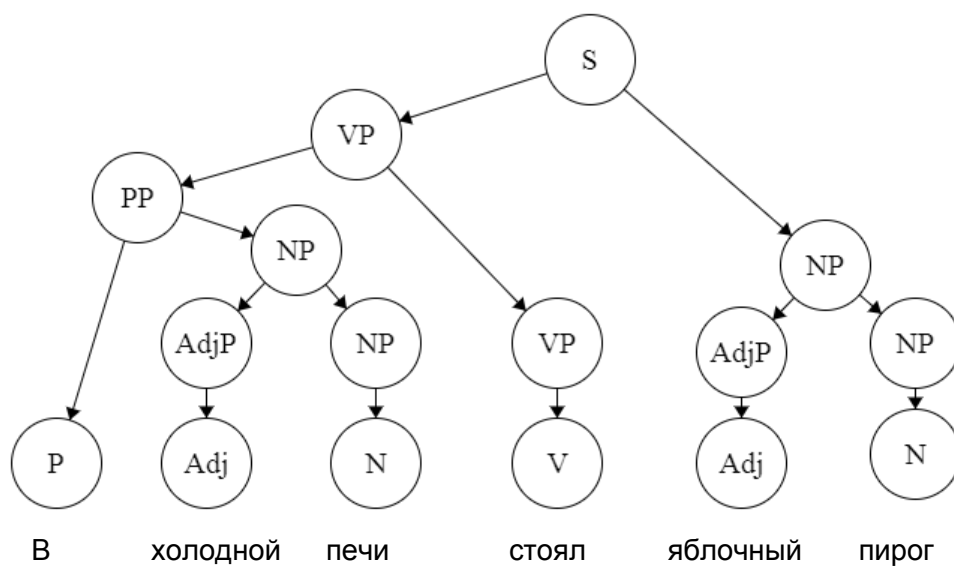 S
VP
PP
NP
NP
AdjP NP VP AdjP NP
P Adj N V Adj N
В холодной печи стоял яблочный пирог